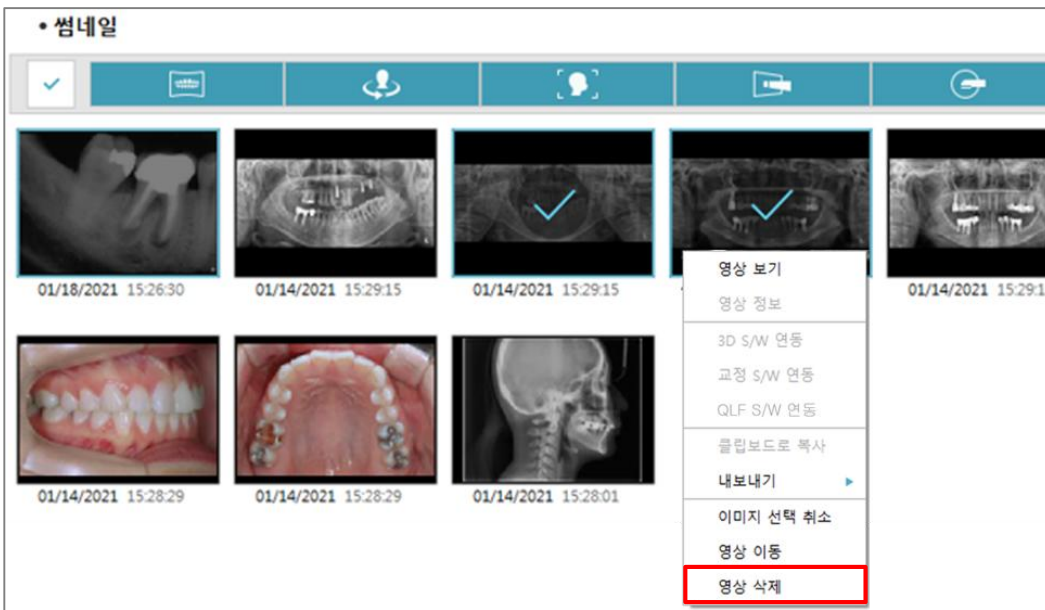 • 썸네일
01/18/2021 15:26:30
01/14/2021 15:29:15
01/14/2021 15:29:15
01/14/2021 15:29:1
영상 보기
영상 정보
3D S/W 연동
교정 S/W 연동
QLF S/W 연동
클립보드로 복사
내보내기
이미지 선택 취소
영상 이동
영상 삭제
01/14/2021 15:28:29
01/14/2021 15:28:29
01/14/2021 15:28:01